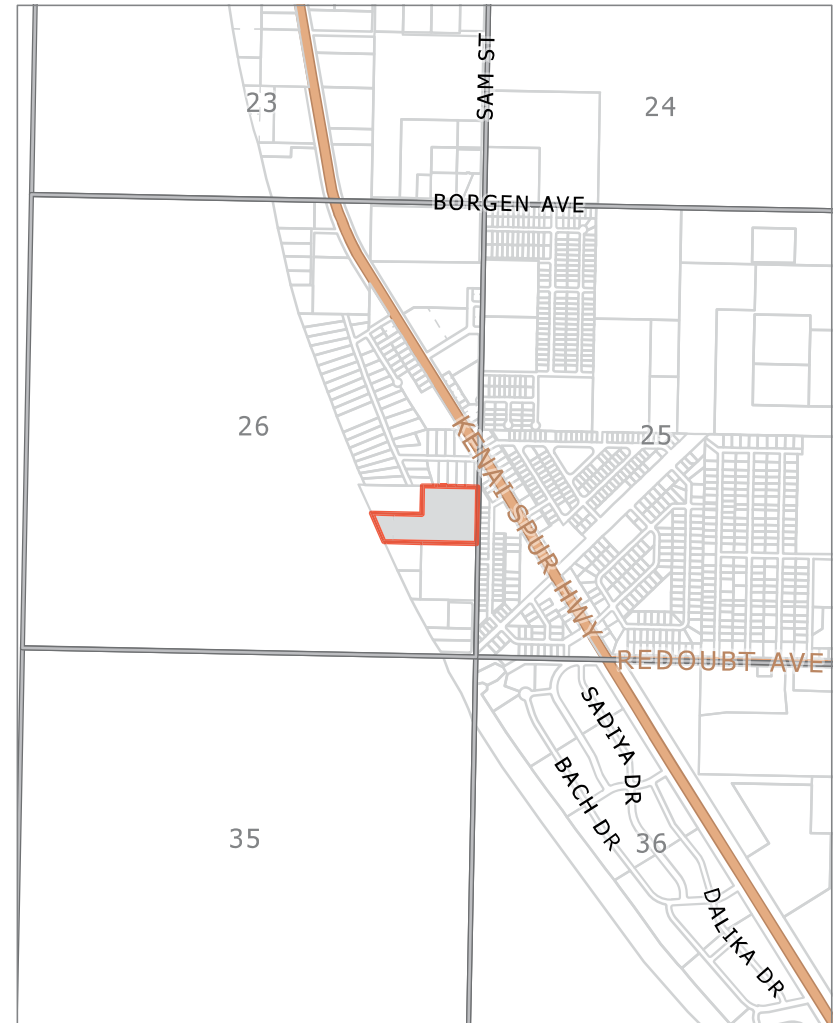 SAM ST
23
24
BORGEN AVE
26
25
KENAI SPUR HWY
REDOUBT AVE
SADIYA DR
BACH DR
35
36
DALIKA DR